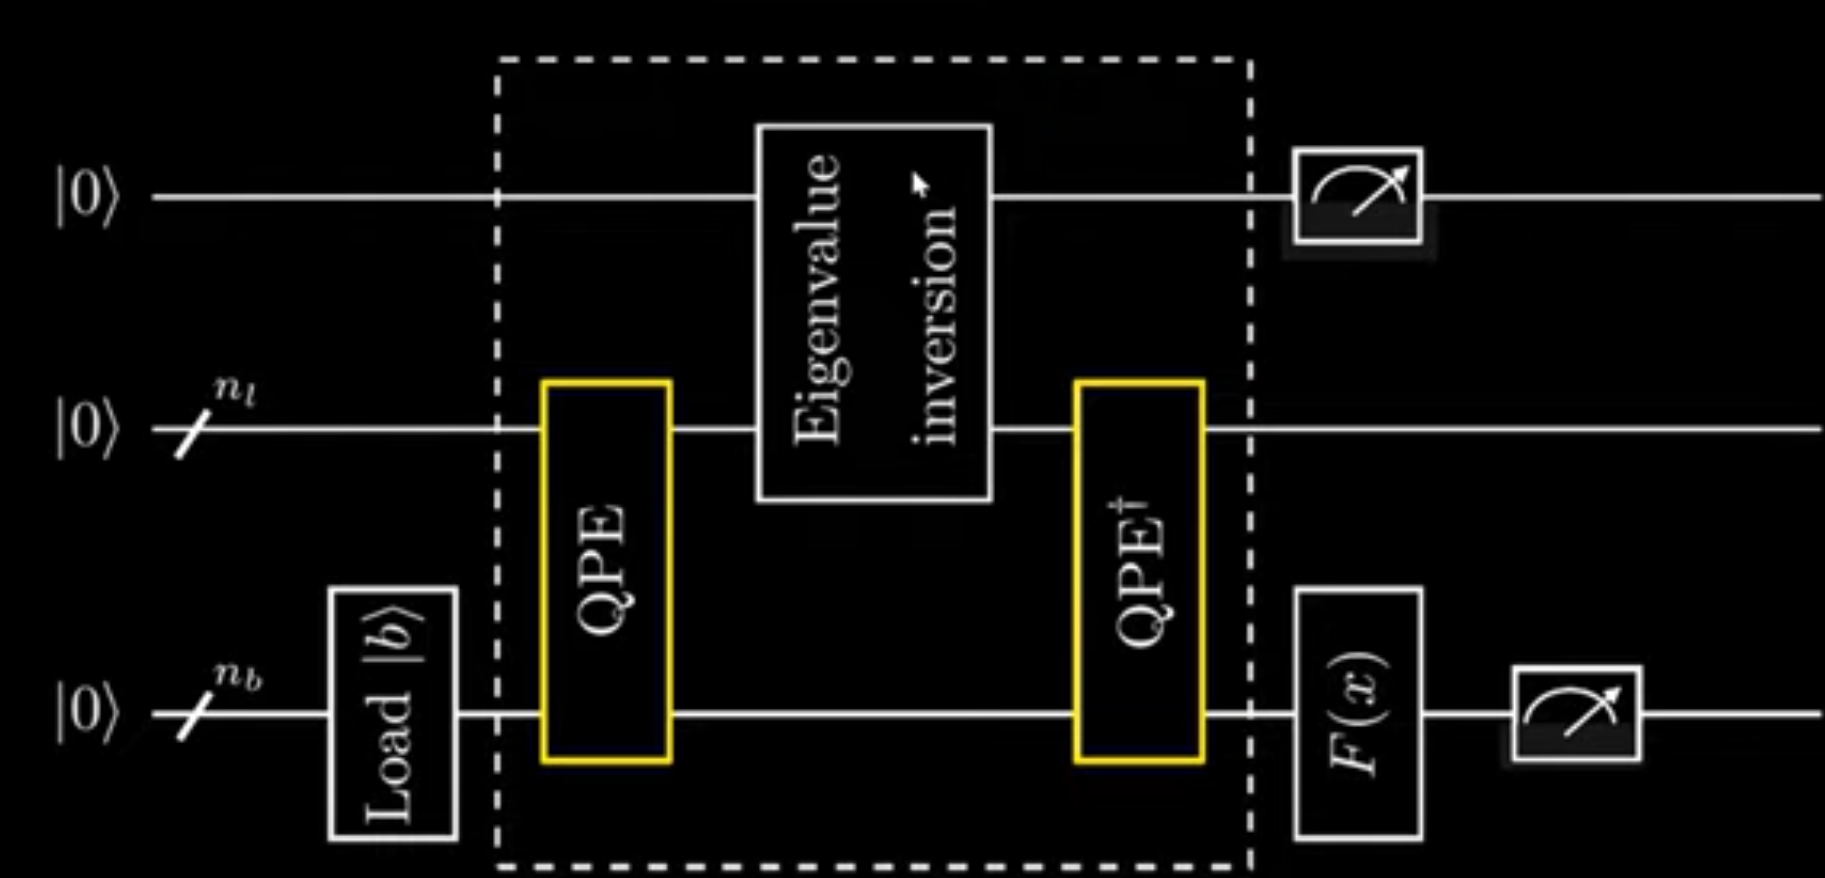 |0⟩
Eigenvalue
inversion
|0⟩
n_l
QPE
QPE†
|0⟩
n_b
Load |b⟩
F(x)